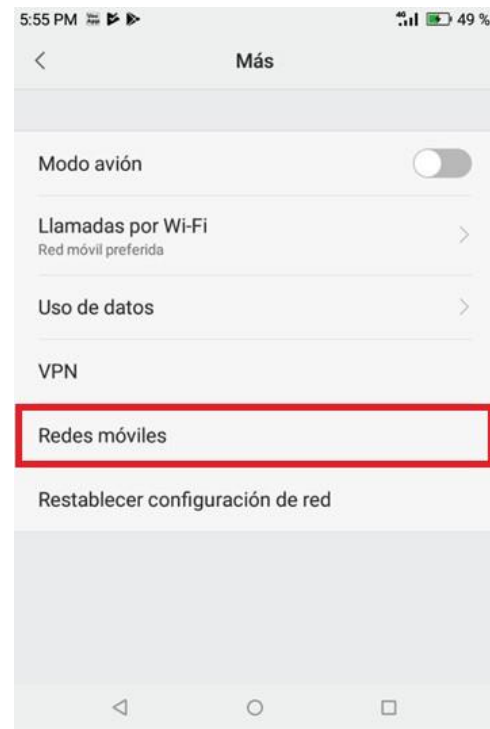 5:55 PM 4G 49 %
Más
Modo avión
Llamadas por Wi-Fi
Red móvil preferida
Uso de datos
VPN
Redes móviles
Restablecer configuración de red